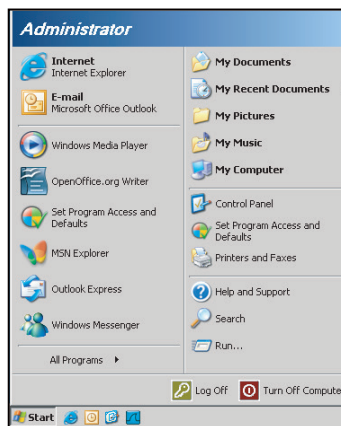 Administrator
Internet
Internet Explorer
E-mail
Microsoft Office Outlook
Windows Media Player
OpenOffice.org Writer
Set Program Access and
Defaults
MSN Explorer
Outlook Express
Windows Messenger
All Programs
My Documents
My Recent Documents
My Pictures
My Music
My Computer
Control Panel
Set Program Access and
Defaults
Printers and Faxes
Help and Support
Search
Run...
Log Off
Turn Off Compute
Start